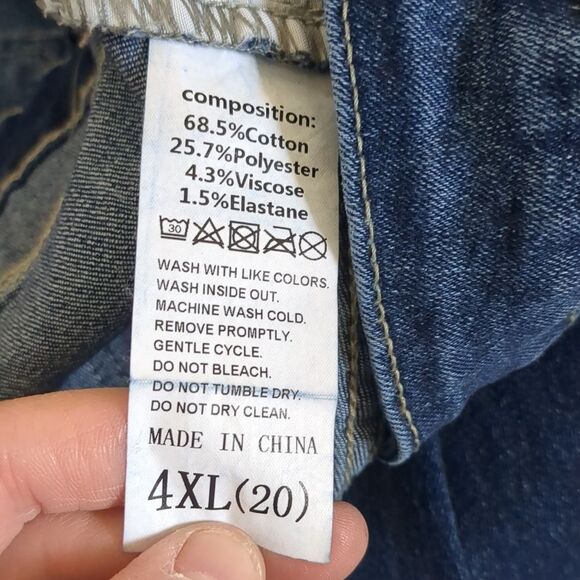 composition:
68.5%Cotton
25.7%Polyester
4.3%Viscose
1.5%Elastane
30
WASH WITH LIKE COLORS.
WASH INSIDE OUT.
MACHINE WASH COLD.
REMOVE PROMPTLY.
GENTLE CYCLE.
DO NOT BLEACH.
DO NOT TUMBLE DRY.
DO NOT DRY CLEAN.
MADE IN CHINA
4XL(20)